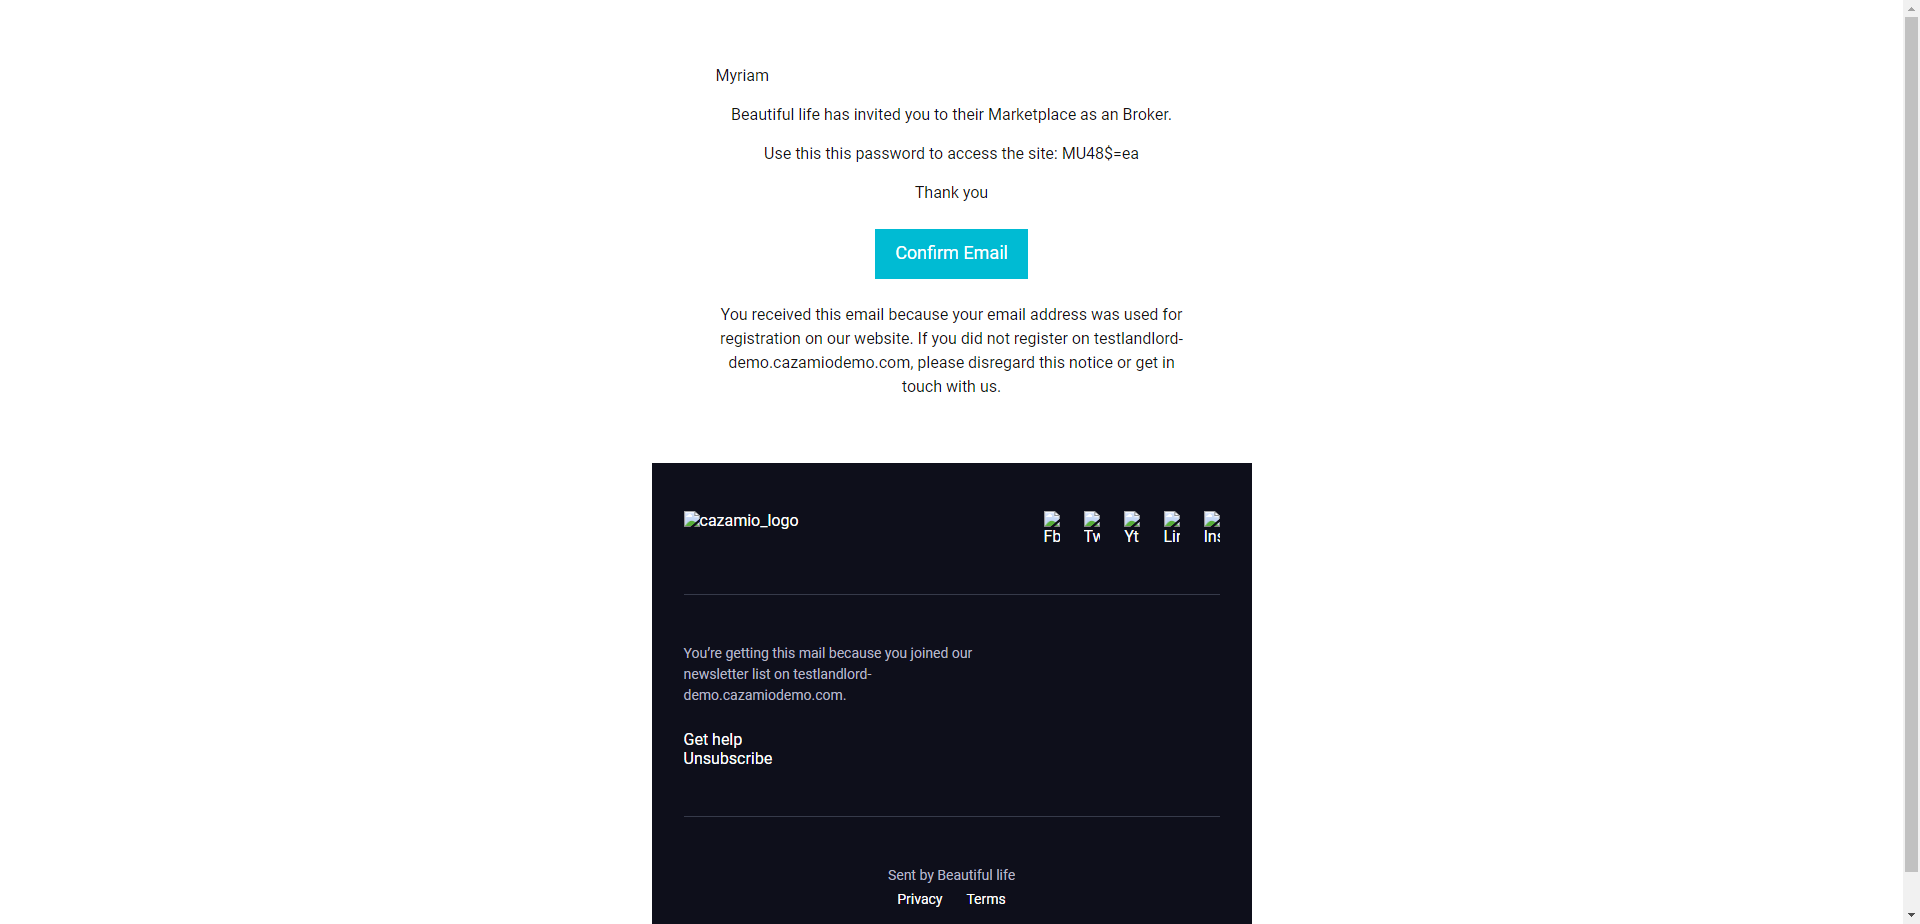 Myriam
Beautiful life has invited you to their Marketplace as an Broker.
Use this this password to access the site: MU48$=ea
Thank you
Confirm Email
You received this email because your email address was used for
registration on our website. If you did not register on testlandlord-
demo.cazamiodemo.com, please disregard this notice or get in
touch with us.
cazamio_logo
Fb Tw Yt Lin Ins
You're getting this mail because you joined our
newsletter list on testlandlord-
demo.cazamiodemo.com.
Get help
Unsubscribe
Sent by Beautiful life
Privacy Terms